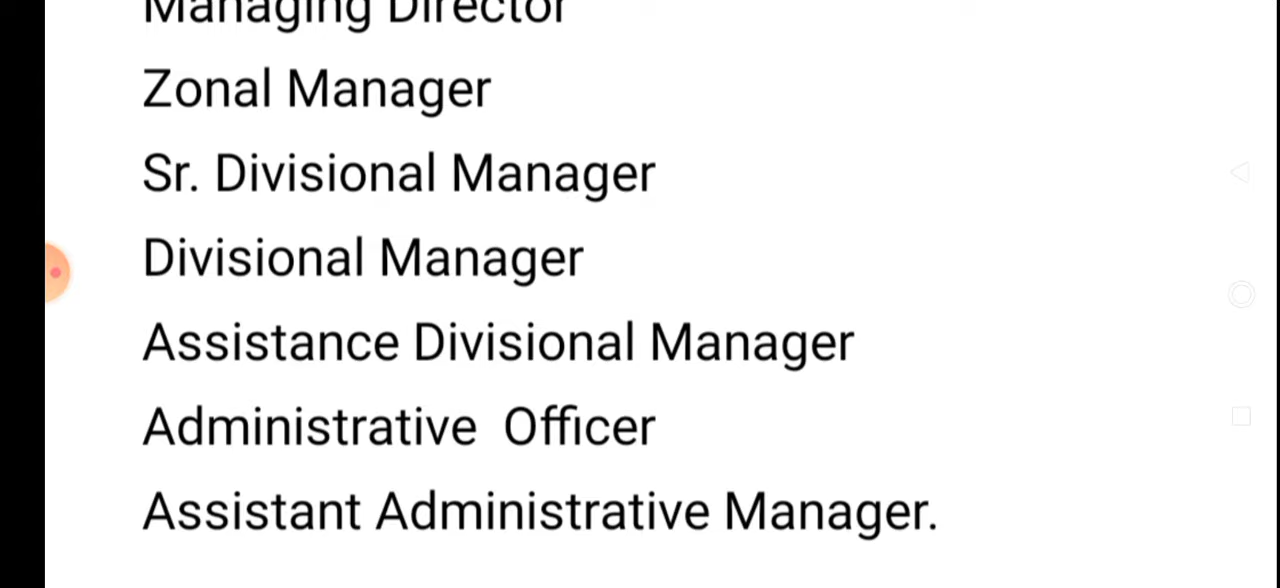 Managing Director
Zonal Manager
Sr. Divisional Manager
Divisional Manager
Assistance Divisional Manager
Administrative  Officer
Assistant Administrative Manager.